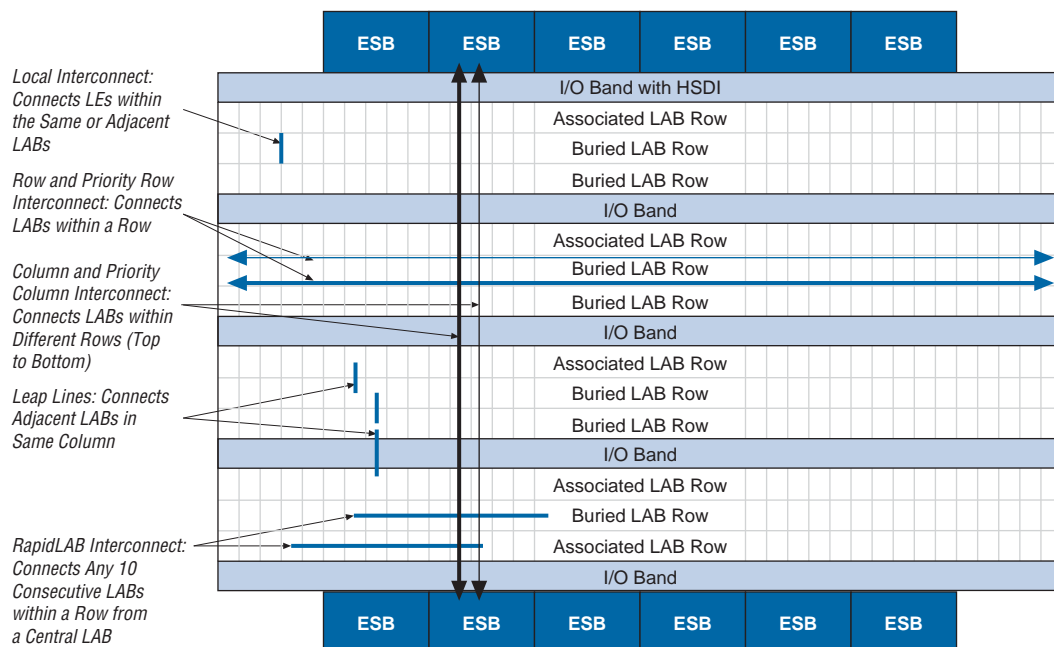 ESB ESB ESB ESB ESB ESB
Local Interconnect:
Connects LEs within
the Same or Adjacent
LABs
Row and Priority Row
Interconnect: Connects
LABs within a Row
Column and Priority
Column Interconnect:
Connects LABs within
Different Rows (Top
to Bottom)
Leap Lines: Connects
Adjacent LABs in
Same Column
RapidLAB Interconnect:
Connects Any 10
Consecutive LABs
within a Row from
a Central LAB
I/O Band with HSDI
Associated LAB Row
Buried LAB Row
Buried LAB Row
I/O Band
Associated LAB Row
Buried LAB Row
Buried LAB Row
I/O Band
Associated LAB Row
Buried LAB Row
Buried LAB Row
I/O Band
Associated LAB Row
Buried LAB Row
Associated LAB Row
I/O Band
ESB ESB ESB ESB ESB ESB